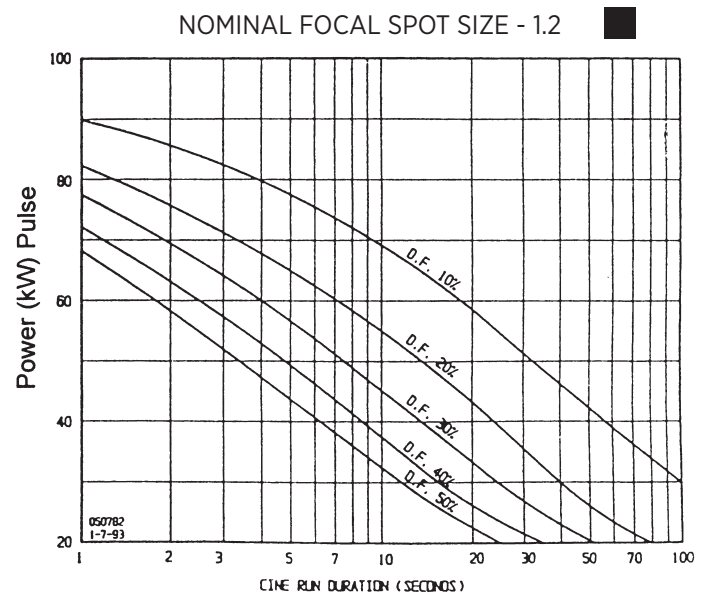 NOMINAL FOCAL SPOT SIZE - 1.2
Power (kW) Pulse
100
80
60
40
20
D.F. 10%
D.F. 20%
D.F. 30%
D.F. 40%
D.F. 50%
050782
1-7-93
1 2 3 5 7 10 20 30 50 70 100
CINE RUN DURATION (SECONDS)